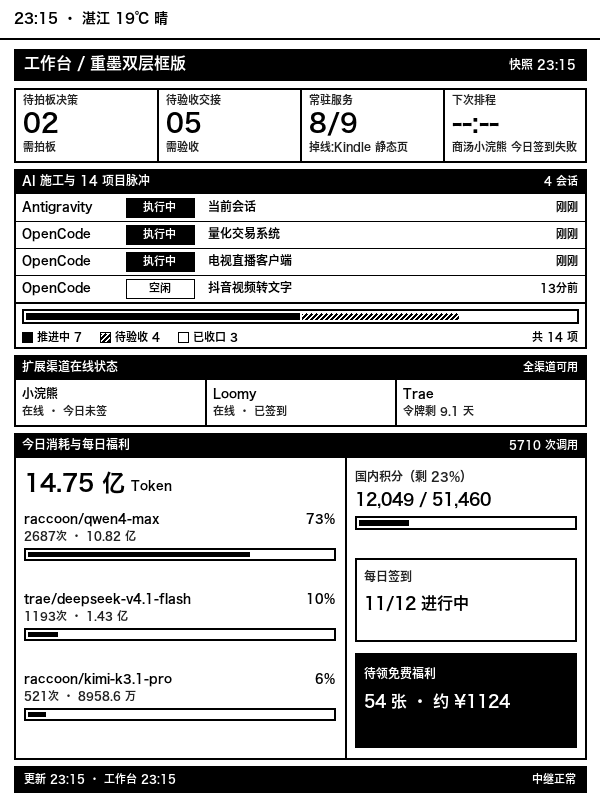 23:15 · 湛江 19℃ 晴
工作台 / 重墨双层框版 快照 23:15
待拍板决策 待验收交接 常驻服务 下次排程
02 05 8/9 --:--
需拍板 需验收 掉线:Kindle 静态页 商汤小浣熊 今日签到失败
AI 施工与 14 项目脉冲 4 会话
Antigravity 执行中 当前会话 刚刚
OpenCode 执行中 量化交易系统 刚刚
OpenCode 执行中 电视直播客户端 刚刚
OpenCode 空闲 抖音视频转文字 13分前
推进中 7 待验收 4 已收口 3 共 14 项
扩展渠道在线状态 全渠道可用
小浣熊 Loomy Trae
在线 · 今日未签 在线 · 已签到 令牌剩 9.1 天
今日消耗与每日福利 5710 次调用
14.75 亿 Token
raccoon/qwen4-max 73%
2687次 · 10.82 亿
trae/deepseek-v4.1-flash 10%
1193次 · 1.43 亿
raccoon/kimi-k3.1-pro 6%
521次 · 8958.6 万
国内积分（剩 23%）
12,049 / 51,460
每日签到
11/12 进行中
待领免费福利
54 张 · 约 ¥1124
更新 23:15 · 工作台 23:15 中继正常